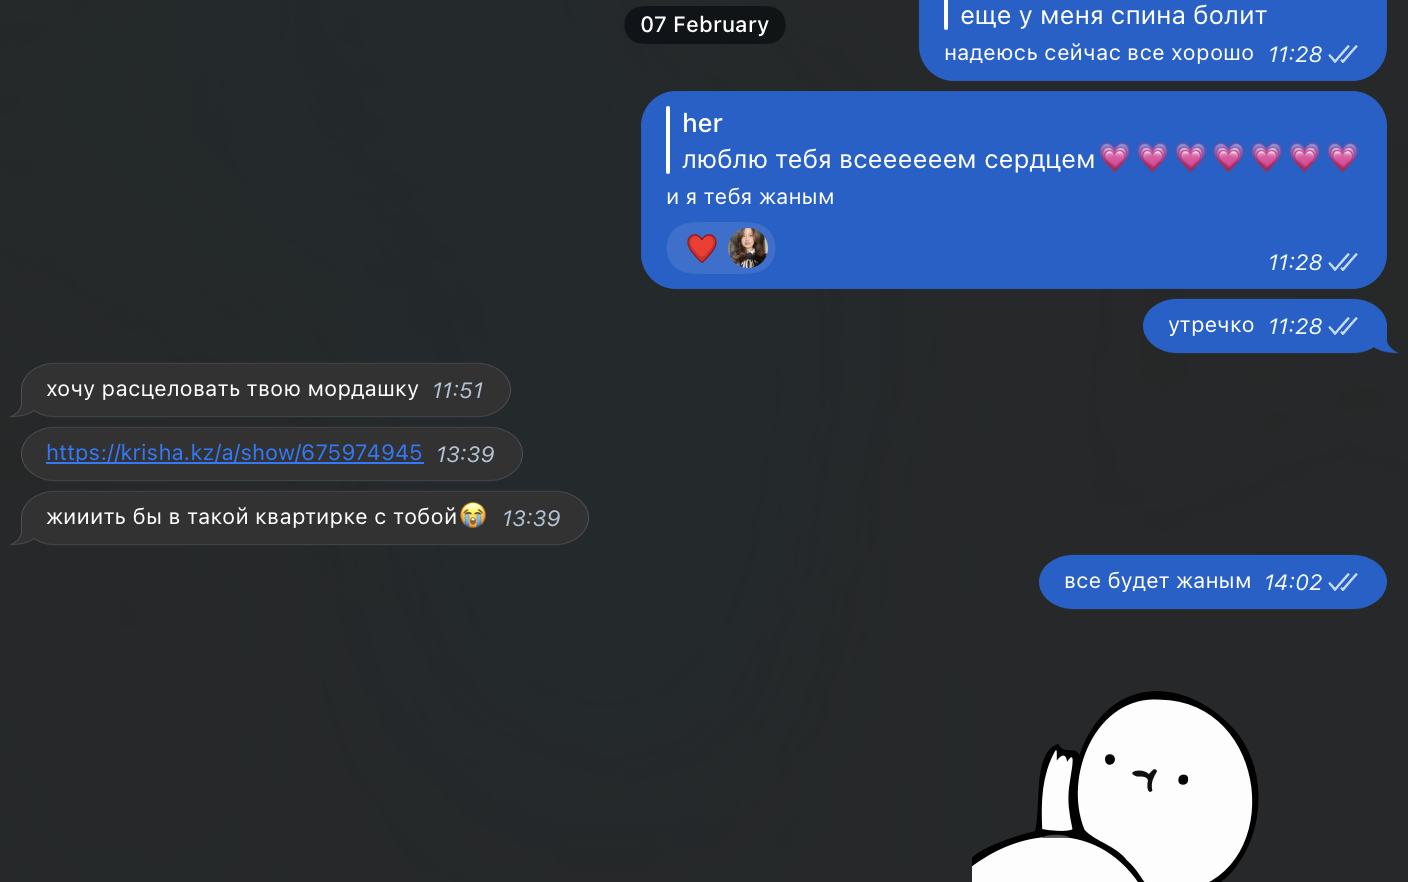 07 February
еще у меня спина болит
надеюсь сейчас все хорошо 11:28
her
люблю тебя всеeeeeем сердцем💗💗💗💗💗💗💗
и я тебя жаным
❤️
11:28
утречко 11:28
хочу расцеловать твою мордашку 11:51
https://krisha.kz/a/show/675974945 13:39
жииить бы в такой квартирке с тобой😭 13:39
все будет жаным 14:02